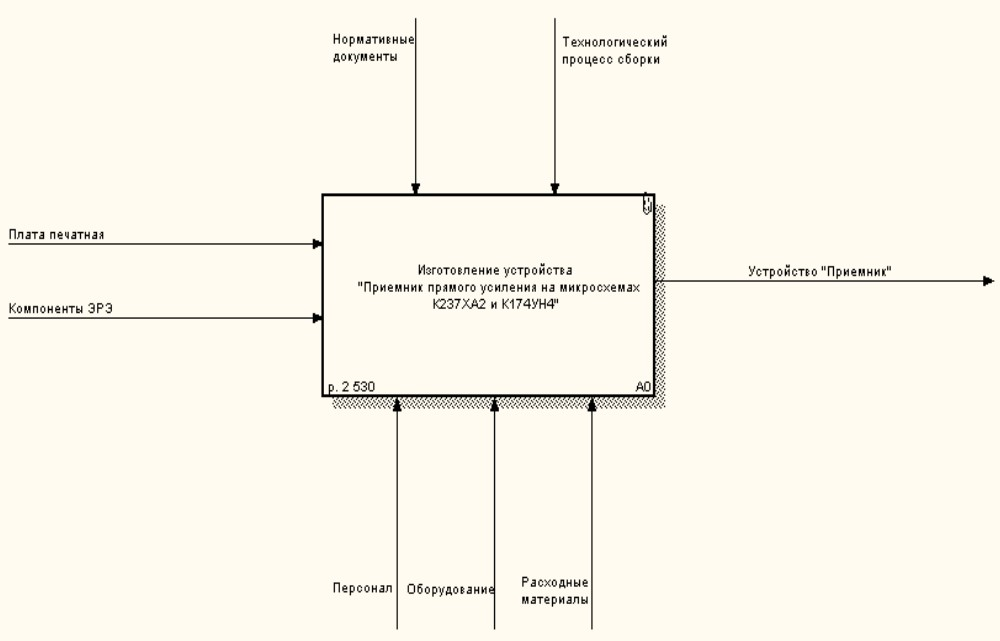 Нормативные
документы
Технологический
процесс сборки
Плата печатная
Компоненты ЭРЭ
Изготовление устройства
"Приемник прямого усиления на микросхемах
К237ХА2 и К174УН4"
Устройство "Приемник"
р. 2 530
А0
Персонал
Оборудование
Расходные
материалы